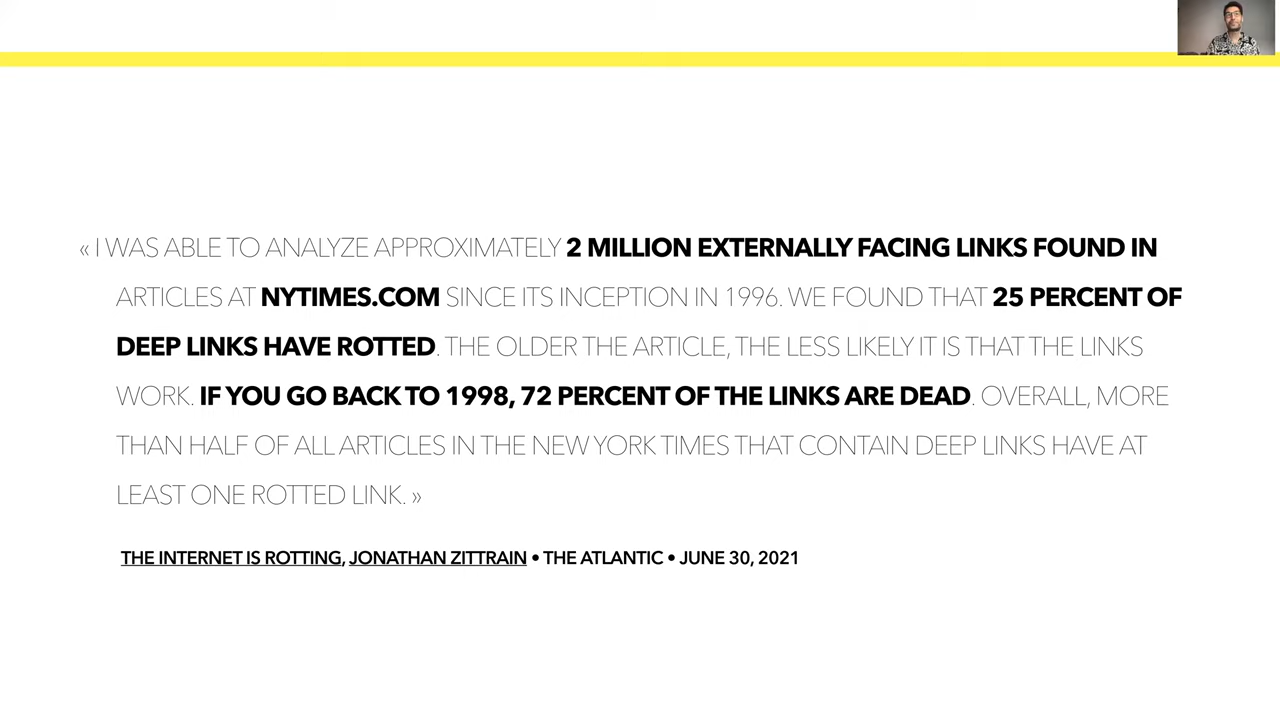 « I WAS ABLE TO ANALYZE APPROXIMATELY 2 MILLION EXTERNALLY FACING LINKS FOUND IN
ARTICLES AT NYTIMES.COM SINCE ITS INCEPTION IN 1996. WE FOUND THAT 25 PERCENT OF
DEEP LINKS HAVE ROTTED. THE OLDER THE ARTICLE, THE LESS LIKELY IT IS THAT THE LINKS
WORK. IF YOU GO BACK TO 1998, 72 PERCENT OF THE LINKS ARE DEAD. OVERALL, MORE
THAN HALF OF ALL ARTICLES IN THE NEW YORK TIMES THAT CONTAIN DEEP LINKS HAVE AT
LEAST ONE ROTTED LINK. »
THE INTERNET IS ROTTING, JONATHAN ZITTRAIN • THE ATLANTIC • JUNE 30, 2021